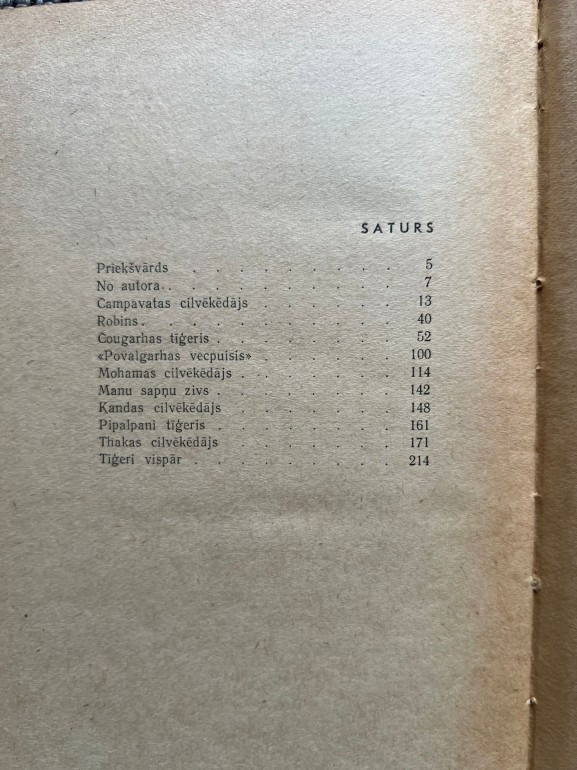 SATURS
Priekšvārds . . . . . . . . . 5
No autora . . . . . . . . . . 7
Campavatas cilvēkēdājs . . . . . . 13
Robins . . . . . . . . . . . 40
Čougarhas tīģeris . . . . . . . . 52
«Povalgarhas vecpuisis» . . . . . . 100
Mohamas cilvēkēdājs . . . . . . . 114
Manu sapņu zivs . . . . . . . . 142
Kandas cilvēkēdājs . . . . . . . 148
Pipalpani tīģeris . . . . . . . . 161
Thakas cilvēkēdājs . . . . . . . 171
Tīģeri vispār . . . . . . . . . 214